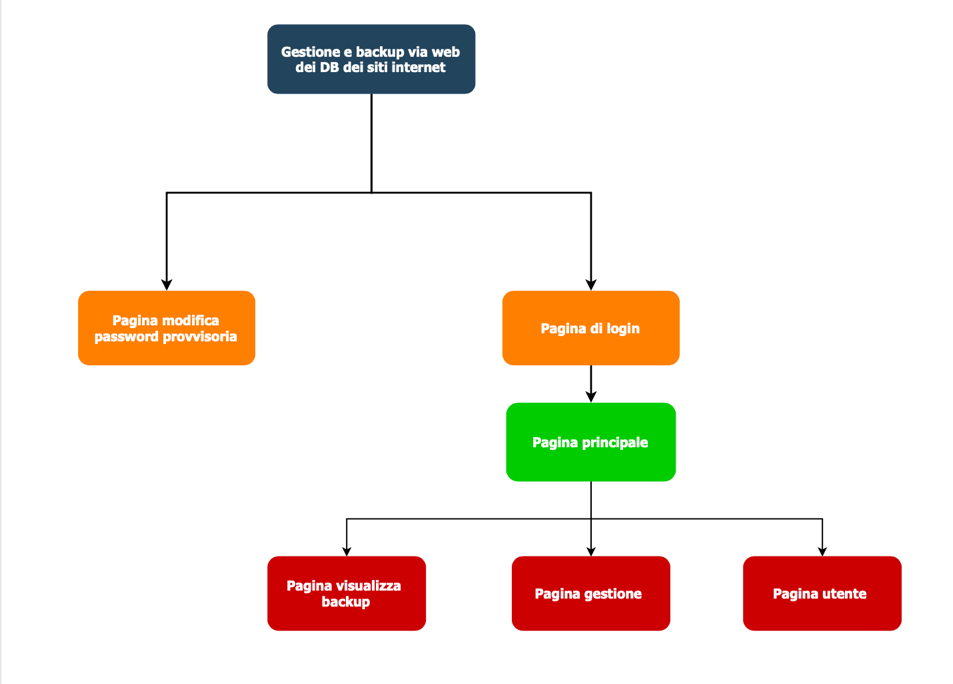 Gestione e backup via web
dei DB dei siti internet
Pagina modifica
password provvisoria
Pagina di login
Pagina principale
Pagina visualizza
backup
Pagina gestione
Pagina utente